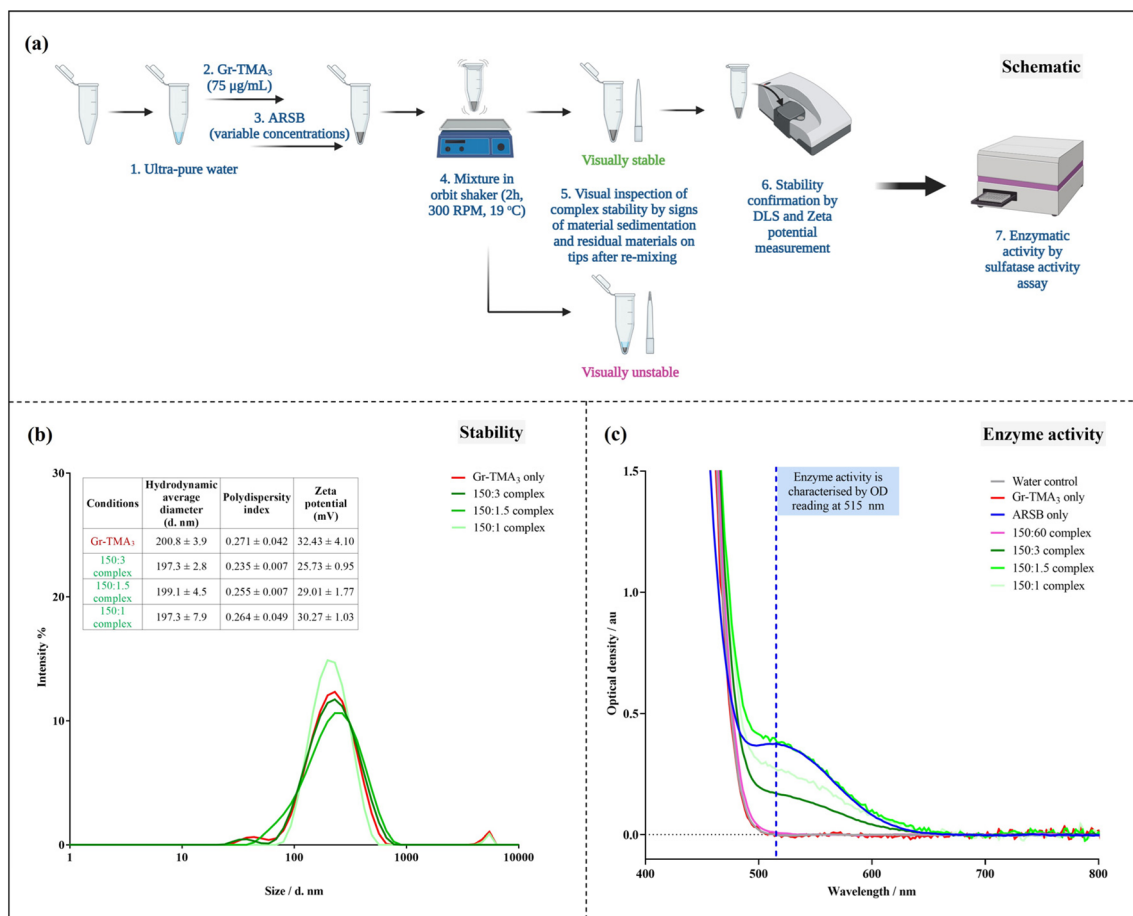 (a)
Schematic
1. Ultra-pure water
2. Gr-TMA₃
(75 µg/mL)
3. ARSB
(variable concentrations)
4. Mixture in
orbit shaker (2h,
300 RPM, 19 °C)
Visually stable
5. Visual inspection of
complex stability by signs
of material sedimentation
and residual materials on
tips after re-mixing
Visually unstable
6. Stability
confirmation by
DLS and Zeta
potential
measurement
7. Enzymatic
activity by
sulfatase activity
assay
(b)
Stability
Gr-TMA₃ only
150:3 complex
150:1.5 complex
150:1 complex
Conditions
Hydrodynamic
average
diameter
(d. nm)
Polydispersity
index
Zeta
potential
(mV)
Gr-TMA₃ 200.8 ± 3.9 0.271 ± 0.042 32.43 ± 4.10
150:3
complex
197.3 ± 2.8 0.235 ± 0.007 25.73 ± 0.95
150:1.5
complex
199.1 ± 4.5 0.255 ± 0.007 29.01 ± 1.77
150:1
complex
197.3 ± 7.9 0.264 ± 0.049 30.27 ± 1.03
Intensity %
30
20
10
0
1 10 100 1000 10000
Size / d. nm
(c)
Enzyme activity
Enzyme activity is
characterised by OD
reading at 515 nm
Water control
Gr-TMA₃ only
ARSB only
150:60 complex
150:3 complex
150:1.5 complex
150:1 complex
Optical density / au
1.5
1.0
0.5
0.0
400 500 600 700 800
Wavelength / nm